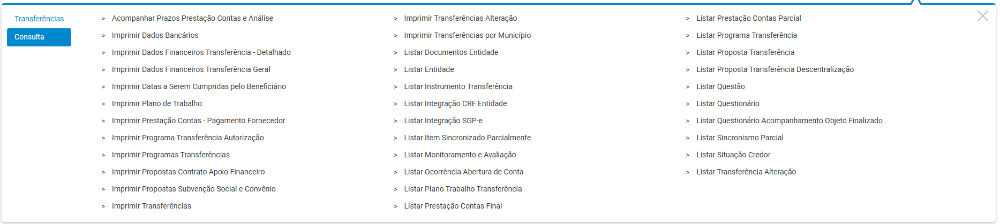 Transferências
Consulta
> Acompanhar Prazos Prestação Contas e Análise
> Imprimir Dados Bancários
> Imprimir Dados Financeiros Transferência - Detalhado
> Imprimir Dados Financeiros Transferência Geral
> Imprimir Datas a Serem Cumpridas pelo Beneficiário
> Imprimir Plano de Trabalho
> Imprimir Prestação Contas - Pagamento Fornecedor
> Imprimir Programa Transferência Autorização
> Imprimir Programas Transferências
> Imprimir Propostas Contrato Apoio Financeiro
> Imprimir Propostas Subvenção Social e Convênio
> Imprimir Transferências
> Imprimir Transferências Alteração
> Imprimir Transferências por Município
> Listar Documentos Entidade
> Listar Entidade
> Listar Instrumento Transferência
> Listar Integração CRF Entidade
> Listar Integração SGP-e
> Listar Item Sincronizado Parcialmente
> Listar Monitoramento e Avaliação
> Listar Ocorrência Abertura de Conta
> Listar Plano Trabalho Transferência
> Listar Prestação Contas Final
> Listar Prestação Contas Parcial
> Listar Programa Transferência
> Listar Proposta Transferência
> Listar Proposta Transferência Descentralização
> Listar Questão
> Listar Questionário
> Listar Questionário Acompanhamento Objeto Finalizado
> Listar Sincronismo Parcial
> Listar Situação Credor
> Listar Transferência Alteração